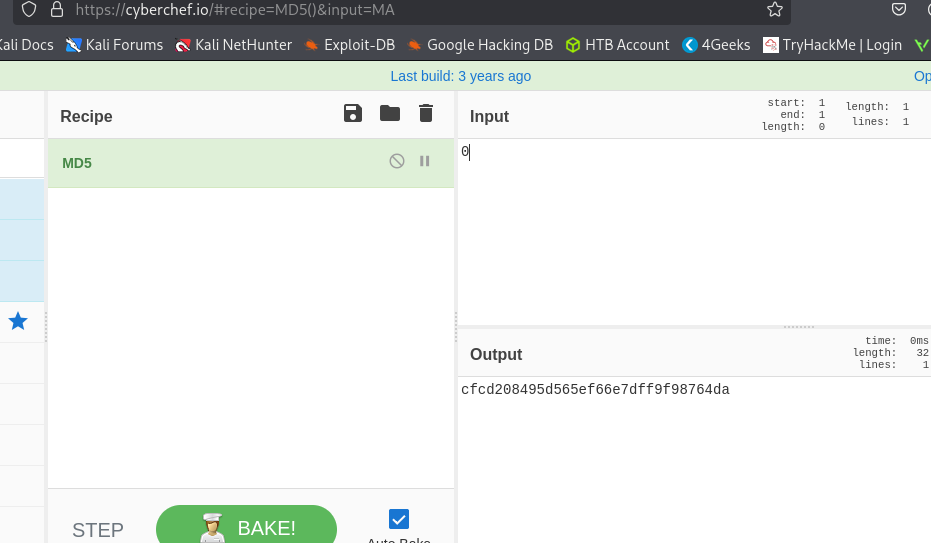 https://cyberchef.io/#recipe=MD5()&input=MA
Kali Docs Kali Forums Kali NetHunter Exploit-DB Google Hacking DB HTB Account 4Geeks TryHackMe | Login
Last build: 3 years ago Op
Recipe
MD5
STEP BAKE!
Auto Bake
Input
start: 1
end: 1
length: 0
length: 1
lines: 1
0
Output
time: 0ms
length: 32
lines: 1
cfcd208495d565ef66e7dff9f98764da